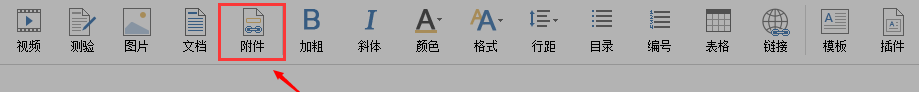 视频 测验 图片 文档 附件 加粗 斜体 颜色 格式 行距 目录 编号 表格 链接 模板 插件